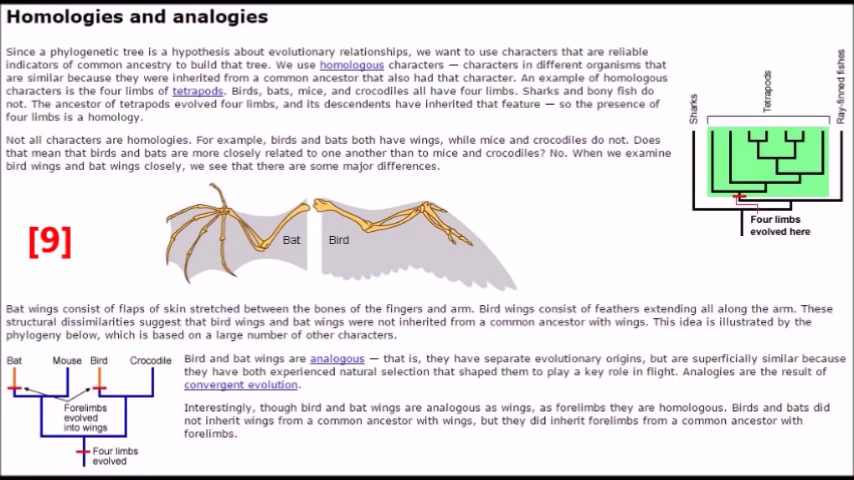 Homologies and analogies
Since a phylogenetic tree is a hypothesis about evolutionary relationships, we want to use characters that are reliable
indicators of common ancestry to build that tree. We use homologous characters — characters in different organisms that
are similar because they were inherited from a common ancestor that also had that character. An example of homologous
characters is the four limbs of tetrapods. Birds, bats, mice, and crocodiles all have four limbs. Sharks and bony fish do
not. The ancestor of tetrapods evolved four limbs, and its descendents have inherited that feature — so the presence of
four limbs is a homology.
Not all characters are homologies. For example, birds and bats both have wings, while mice and crocodiles do not. Does
that mean that birds and bats are more closely related to one another than to mice and crocodiles? No. When we examine
bird wings and bat wings closely, we see that there are some major differences.
Sharks
Tetrapods
Ray-finned fishes
Four limbs
evolved here
[9]
Bat
Bird
Bat wings consist of flaps of skin stretched between the bones of the fingers and arm. Bird wings consist of feathers extending all along the arm. These
structural dissimilarities suggest that bird wings and bat wings were not inherited from a common ancestor with wings. This idea is illustrated by the
phylogeny below, which is based on a large number of other characters.
Bat Mouse Bird Crocodile
Forelimbs
evolved
into wings
Four limbs
evolved
Bird and bat wings are analogous — that is, they have separate evolutionary origins, but are superficially similar because
they have both experienced natural selection that shaped them to play a key role in flight. Analogies are the result of
convergent evolution.
Interestingly, though bird and bat wings are analogous as wings, as forelimbs they are homologous. Birds and bats did
not inherit wings from a common ancestor with wings, but they did inherit forelimbs from a common ancestor with
forelimbs.